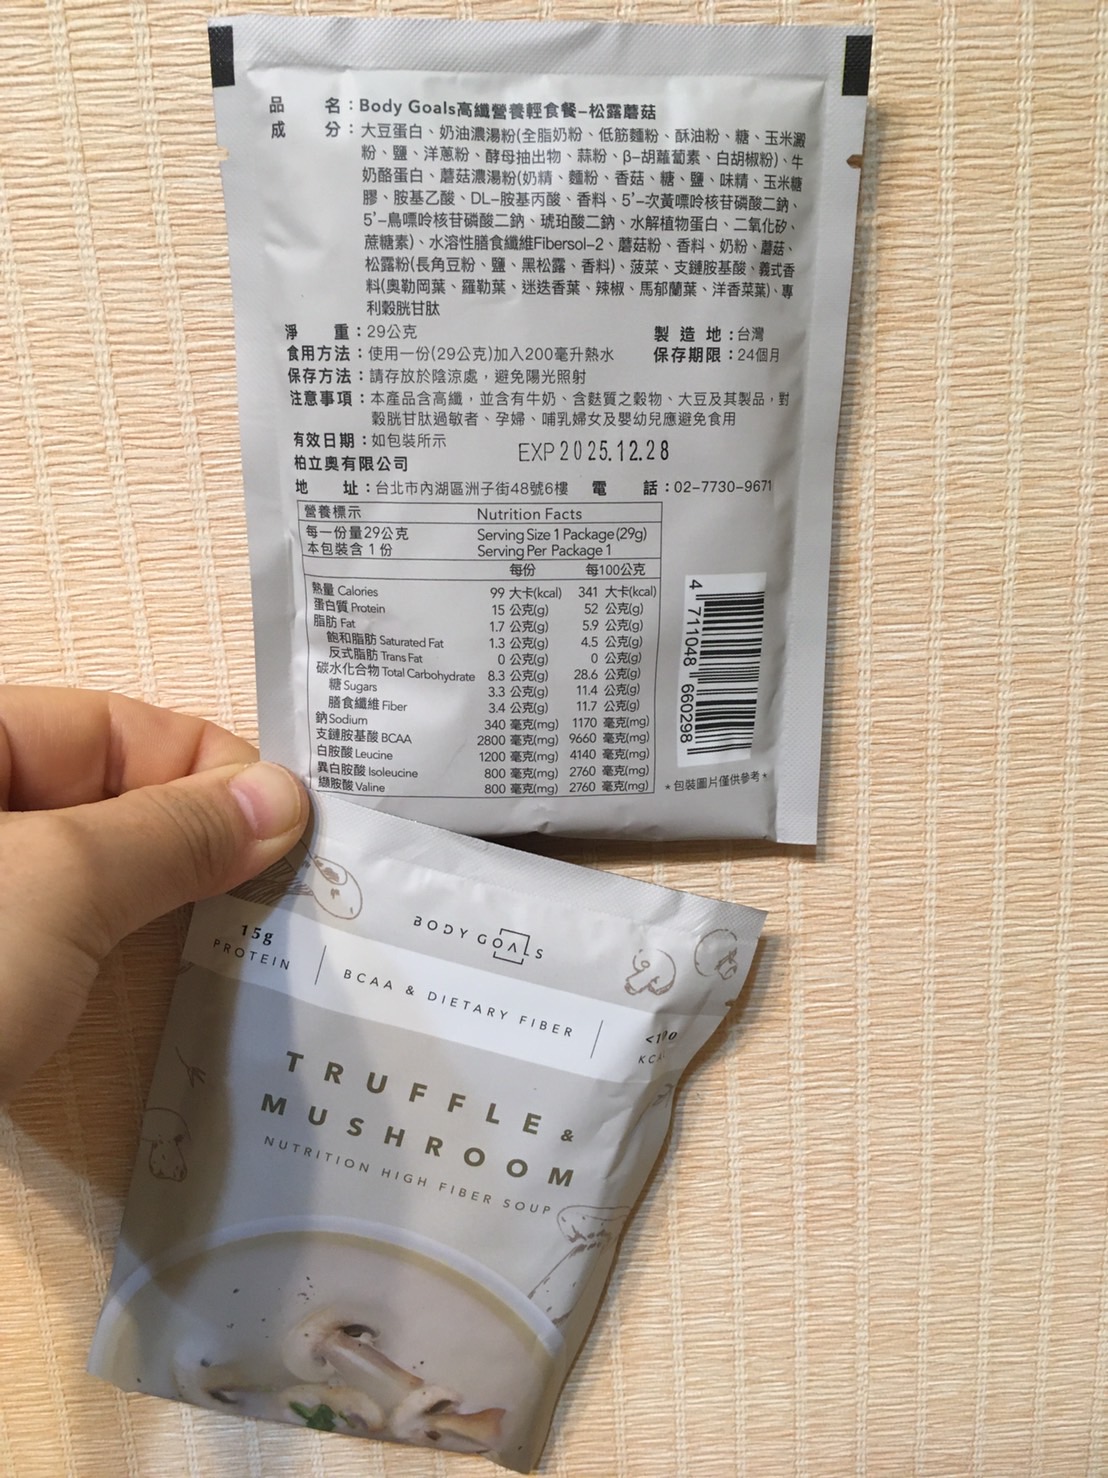 品　名：Body Goals高纖營養輕食餐–松露蘑菇
成　分：大豆蛋白、奶油濃湯粉(全脂奶粉、低筋麵粉、酥油粉、糖、玉米澱
粉、鹽、洋蔥粉、酵母抽出物、蒜粉、β–胡蘿蔔素、白胡椒粉)、牛
奶酪蛋白、蘑菇濃湯粉(奶精、麵粉、香菇、糖、鹽、味精、玉米糖
膠、胺基乙酸、DL–胺基丙酸、香料、5'–次黃嘌呤核苷磷酸二鈉、
5'–鳥嘌呤核苷磷酸二鈉、琥珀酸二鈉、水解植物蛋白、二氧化矽、
蔗糖素)、水溶性膳食纖維Fibersol–2、蘑菇粉、香料、奶粉、蘑菇、
松露粉(長角豆粉、鹽、黑松露、香料)、菠菜、支鏈胺基酸、義式香
料(奧勒岡葉、羅勒葉、迷迭香葉、辣椒、馬郁蘭葉、洋香菜葉)、專
利穀胱甘肽
淨　重：29公克　製造地：台灣
食用方法：使用一份(29公克)加入200毫升熱水　保存期限：24個月
保存方法：請存放於陰涼處，避免陽光照射
注意事項：本產品含高纖，並含有牛奶、含麩質之穀物、大豆及其製品，對
穀胱甘肽過敏者、孕婦、哺乳婦女及嬰幼兒應避免食用
有效日期：如包裝所示　EXP 2025.12.28
柏立奧有限公司
地　址：台北市內湖區洲子街48號6樓　電　話：02-7730-9671
營養標示 Nutrition Facts
每一份量29公克 Serving Size 1 Package (29g)
本包裝含 1 份 Serving Per Package 1
每份 每100公克
熱量 Calories 99 大卡(kcal) 341 大卡(kcal)
蛋白質 Protein 15 公克(g) 52 公克(g)
脂肪 Fat 1.7 公克(g) 5.9 公克(g)
飽和脂肪 Saturated Fat 1.3 公克(g) 4.5 公克(g)
反式脂肪 Trans Fat 0 公克(g) 0 公克(g)
碳水化合物 Total Carbohydrate 8.3 公克(g) 28.6 公克(g)
糖 Sugars 3.3 公克(g) 11.4 公克(g)
膳食纖維 Fiber 3.4 公克(g) 11.7 公克(g)
鈉 Sodium 340 毫克(mg) 1170 毫克(mg)
支鏈胺基酸 BCAA 2800 毫克(mg) 9660 毫克(mg)
白胺酸 Leucine 1200 毫克(mg) 4140 毫克(mg)
異白胺酸 Isoleucine 800 毫克(mg) 2760 毫克(mg)
纈胺酸 Valine 800 毫克(mg) 2760 毫克(mg)
4 711048 660298
*包裝圖片僅供參考。
BODY GOALS
15g
PROTEIN
BCAA & DIETARY FIBER
TRUFFLE &
MUSHROOM
NUTRITION HIGH FIBER SOUP